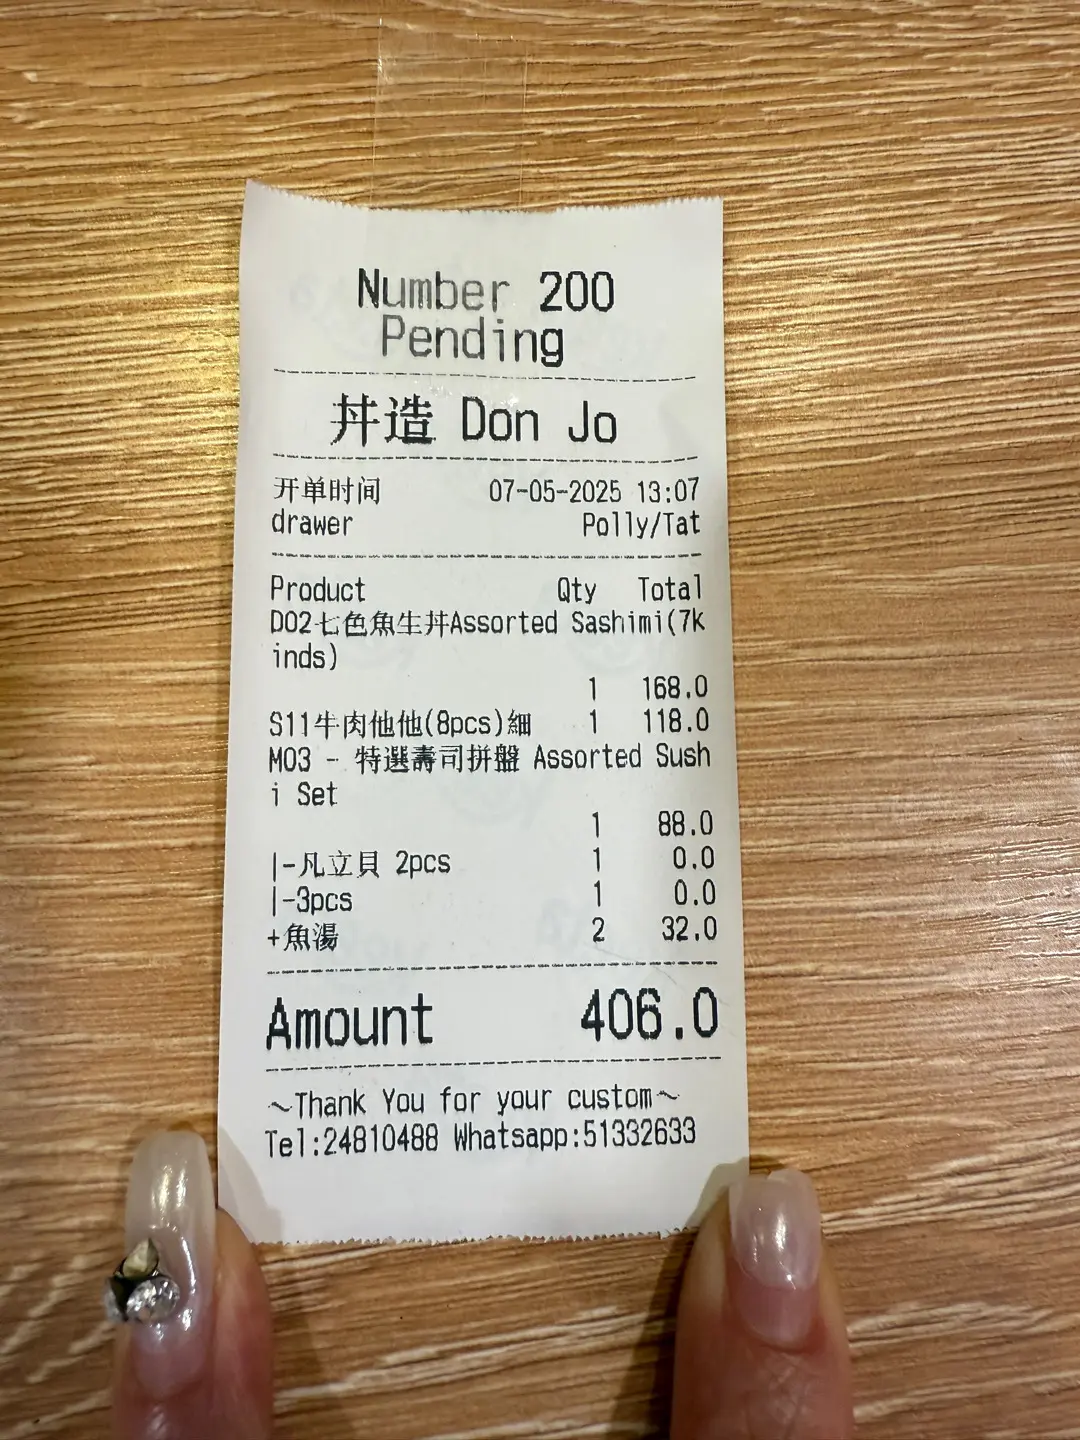 Number 200
Pending
丼造 Don Jo
开单时间 07-05-2025 13:07
drawer Polly/Tat
Product Qty Total
D02七色魚生丼Assorted Sashimi(7k
inds)
1 168.0
S11牛肉他他(8pcs)細 1 118.0
M03 - 特選壽司拼盤 Assorted Sush
i Set
1 88.0
|-凡立貝 2pcs 1 0.0
|-3pcs 1 0.0
+魚湯 2 32.0
Amount 406.0
~Thank You for your custom~
Tel:24810488 Whatsapp:51332633